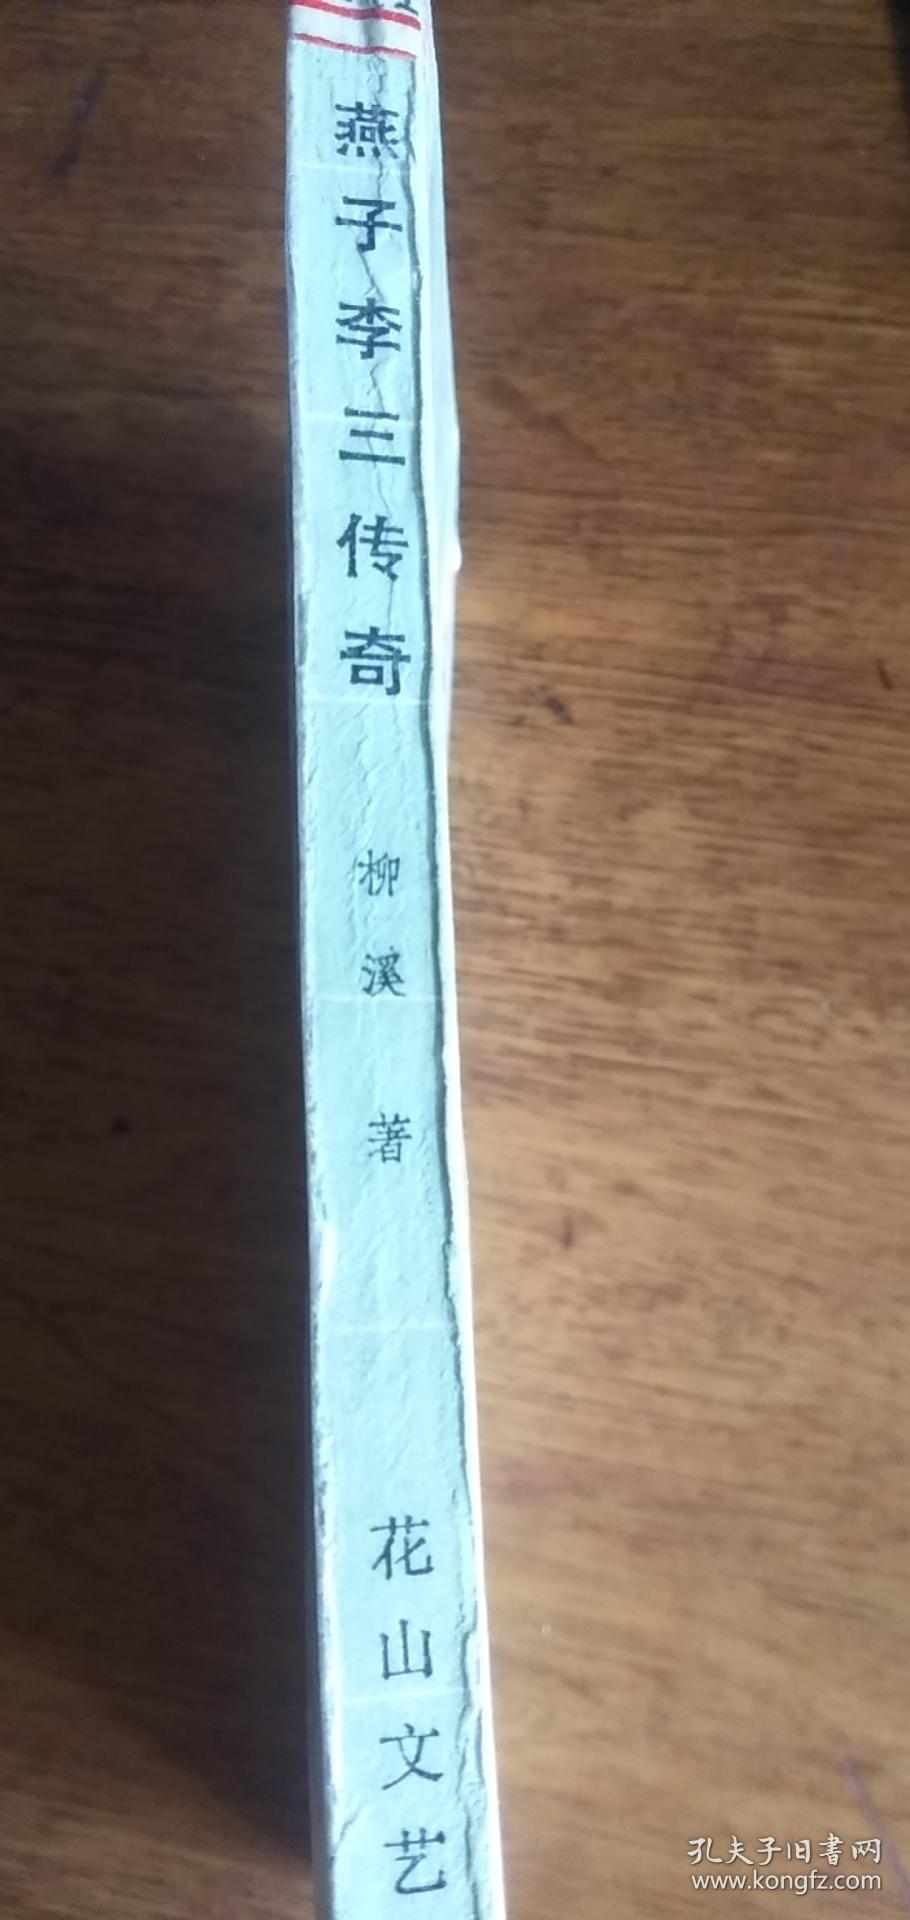 燕子李三传奇
柳溪 著
花山文艺
孔夫子旧书网
www.kongfz.com